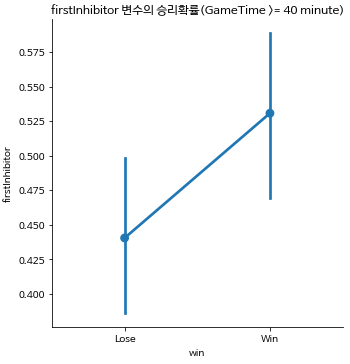 firstInhibitor 변수의 승리확률(GameTime >= 40 minute)
0.575
0.550
0.525
0.500
0.475
0.450
0.425
0.400
firstInhibitor
Lose
Win
win